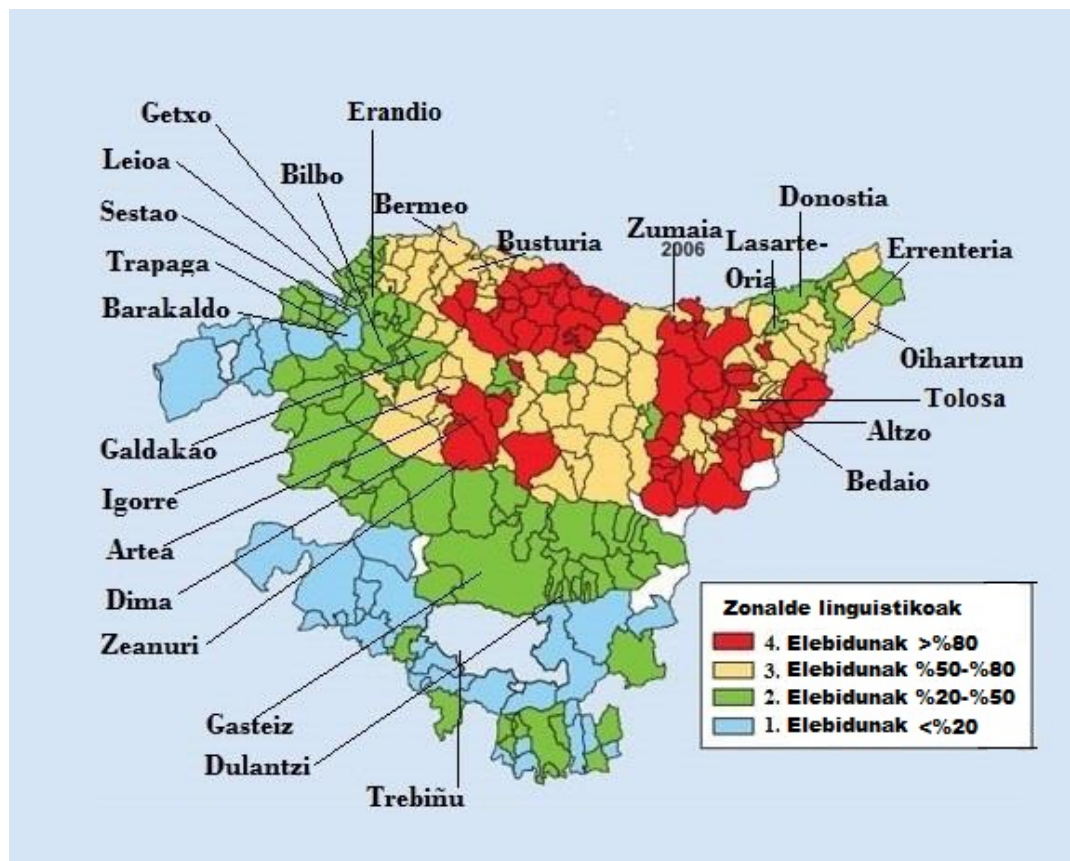 Getxo
Erandio
Leioa
Bilbo
Sestao
Bermeo
Donostia
Zumaia
2006
Lasarte-
Oria
Busturia
Errenteria
Trapaga
Barakaldo
Oihartzun
Tolosa
Altzo
Galdakáo
Bedaio
Igorre
Arteá
Dima
Zeanuri
Gasteiz
Dulantzi
Trebiñu
Zonalde linguistikoak
4. Elebidunak >%80
3. Elebidunak %50-%80
2. Elebidunak %20-%50
1. Elebidunak <%20